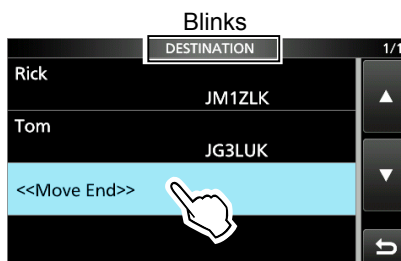 Blinks
DESTINATION 1/1
Rick
JM1ZLK
Tom
JG3LUK
<<Move End>>